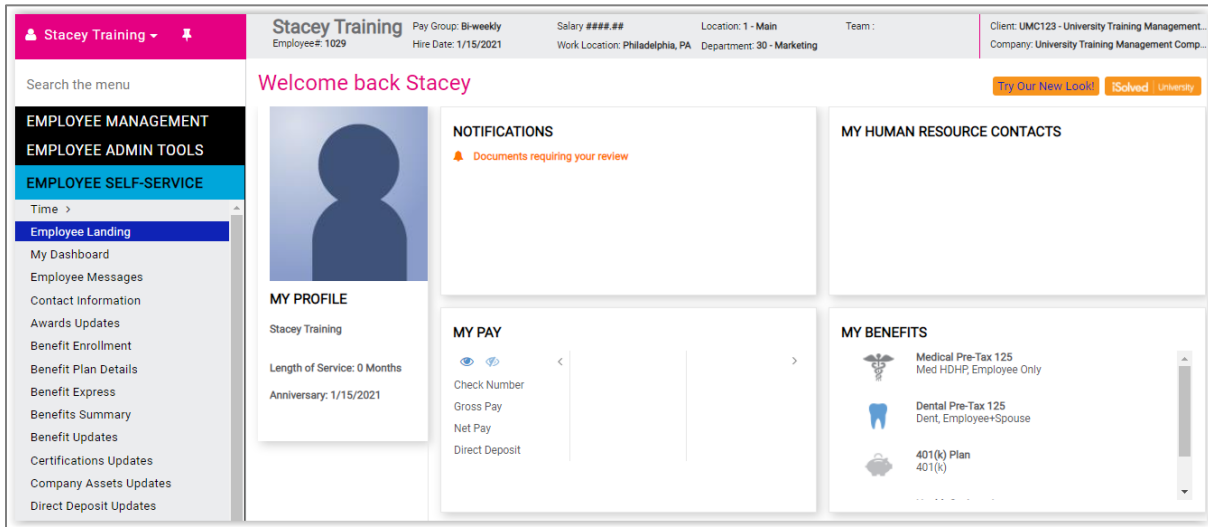 Stacey Training
Stacey Training
Employee#: 1029
Pay Group: Bi-weekly
Hire Date: 1/15/2021
Salary ####.##
Work Location: Philadelphia, PA
Location: 1 - Main
Department: 30 - Marketing
Team :
Client: UMC123 - University Training Management...
Company: University Training Management Comp...
Search the menu
Welcome back Stacey
Try Our New Look!
iSolved University
EMPLOYEE MANAGEMENT
EMPLOYEE ADMIN TOOLS
EMPLOYEE SELF-SERVICE
Time >
Employee Landing
My Dashboard
Employee Messages
Contact Information
Awards Updates
Benefit Enrollment
Benefit Plan Details
Benefit Express
Benefits Summary
Benefit Updates
Certifications Updates
Company Assets Updates
Direct Deposit Updates
MY PROFILE
Stacey Training
Length of Service: 0 Months
Anniversary: 1/15/2021
NOTIFICATIONS
Documents requiring your review
MY HUMAN RESOURCE CONTACTS
MY PAY
Check Number
Gross Pay
Net Pay
Direct Deposit
MY BENEFITS
Medical Pre-Tax 125
Med HDHP, Employee Only
Dental Pre-Tax 125
Dent, Employee+Spouse
401(k) Plan
401(k)